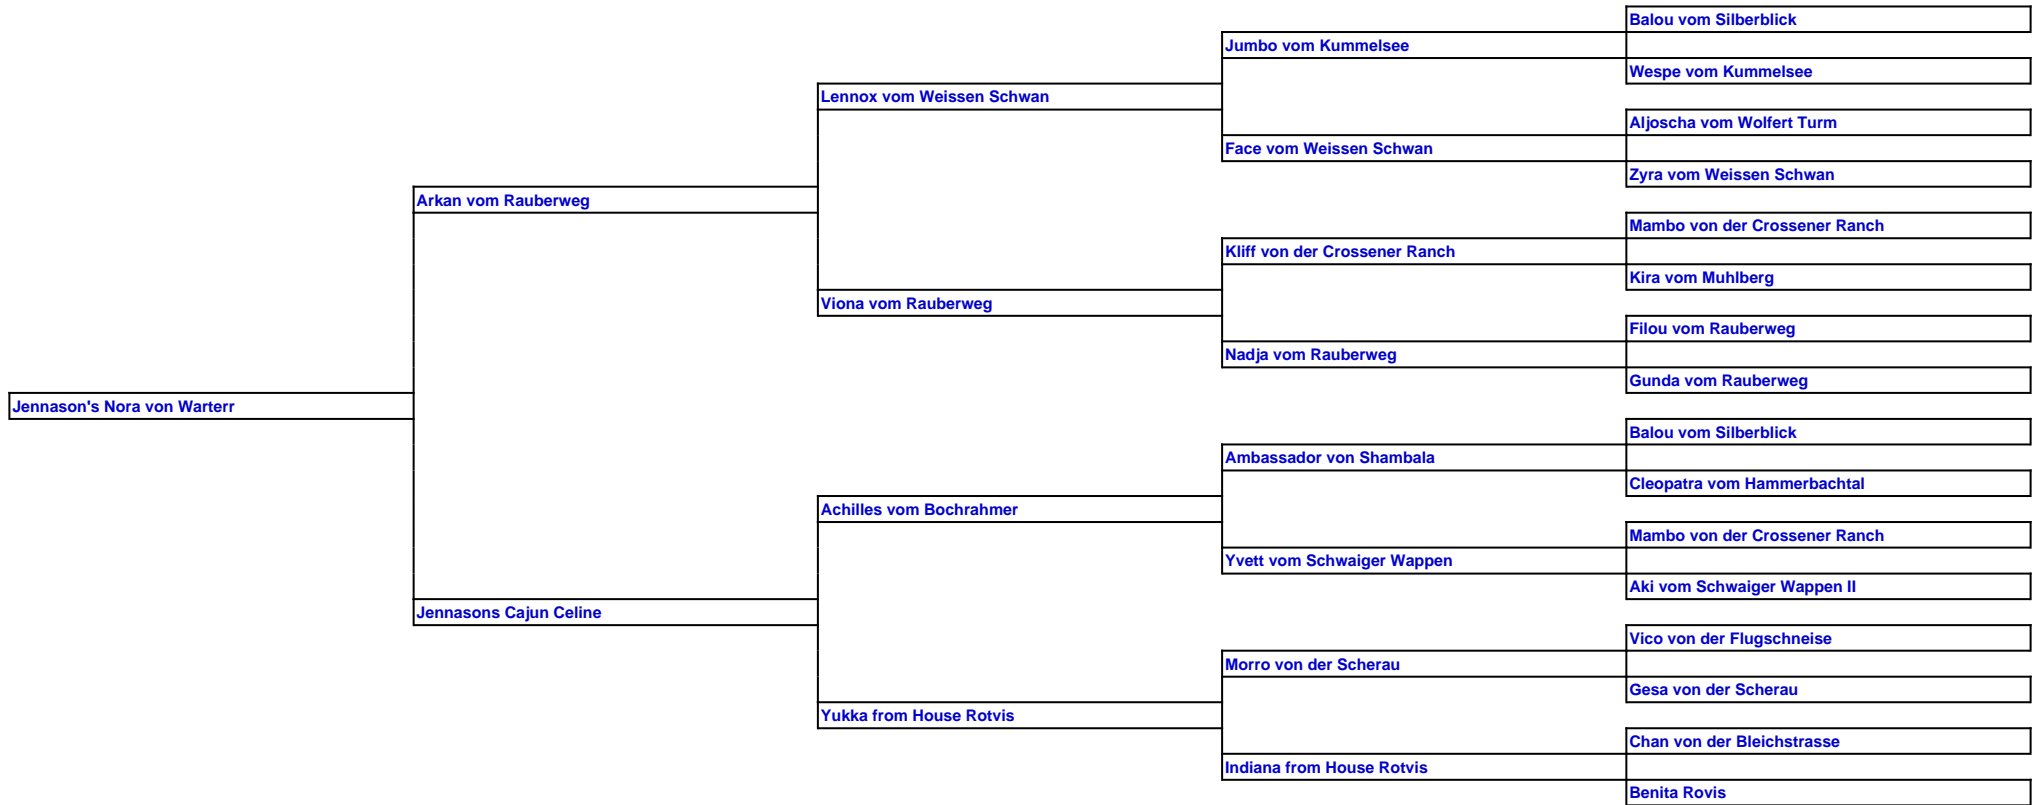 Balou vom Silberblick
Jumbo vom Kummelsee
Wespe vom Kummelsee
Lennox vom Weissen Schwan
Aljoscha vom Wolfert Turm
Face vom Weissen Schwan
Zyra vom Weissen Schwan
Arkan vom Rauberweg
Mambo von der Crossener Ranch
Kliff von der Crossener Ranch
Kira vom Muhlberg
Viona vom Rauberweg
Filou vom Rauberweg
Nadja vom Rauberweg
Gunda vom Rauberweg
Jennason's Nora von Warterr
Balou vom Silberblick
Ambassador von Shambala
Cleopatra vom Hammerbachtal
Achilles vom Bochrahmer
Mambo von der Crossener Ranch
Yvett vom Schwaiger Wappen
Aki vom Schwaiger Wappen II
Jennasons Cajun Celine
Vico von der Flugschneise
Morro von der Scherau
Gesa von der Scherau
Yukka from House Rotvis
Chan von der Bleichstrasse
Indiana from House Rotvis
Benita Rovis